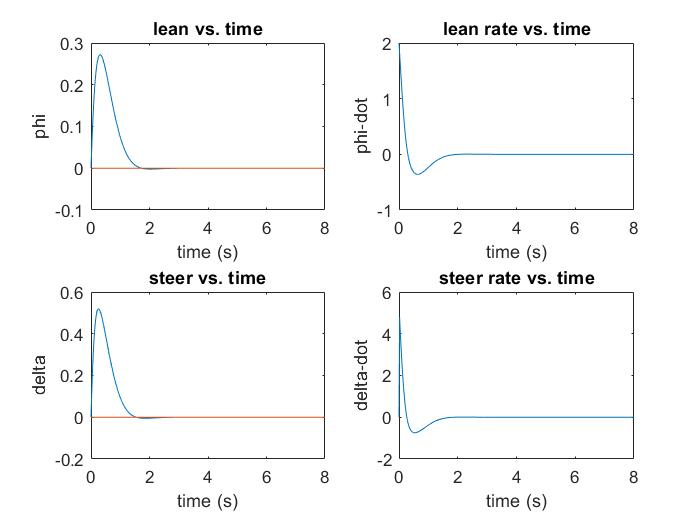 lean vs. time
0.3
0.2
0.1
0
-0.1
phi
0 2 4 6 8
time (s)
lean rate vs. time
2
1
0
-1
phi-dot
0 2 4 6 8
time (s)
steer vs. time
0.6
0.4
0.2
0
-0.2
delta
0 2 4 6 8
time (s)
steer rate vs. time
6
4
2
0
-2
delta-dot
0 2 4 6 8
time (s)